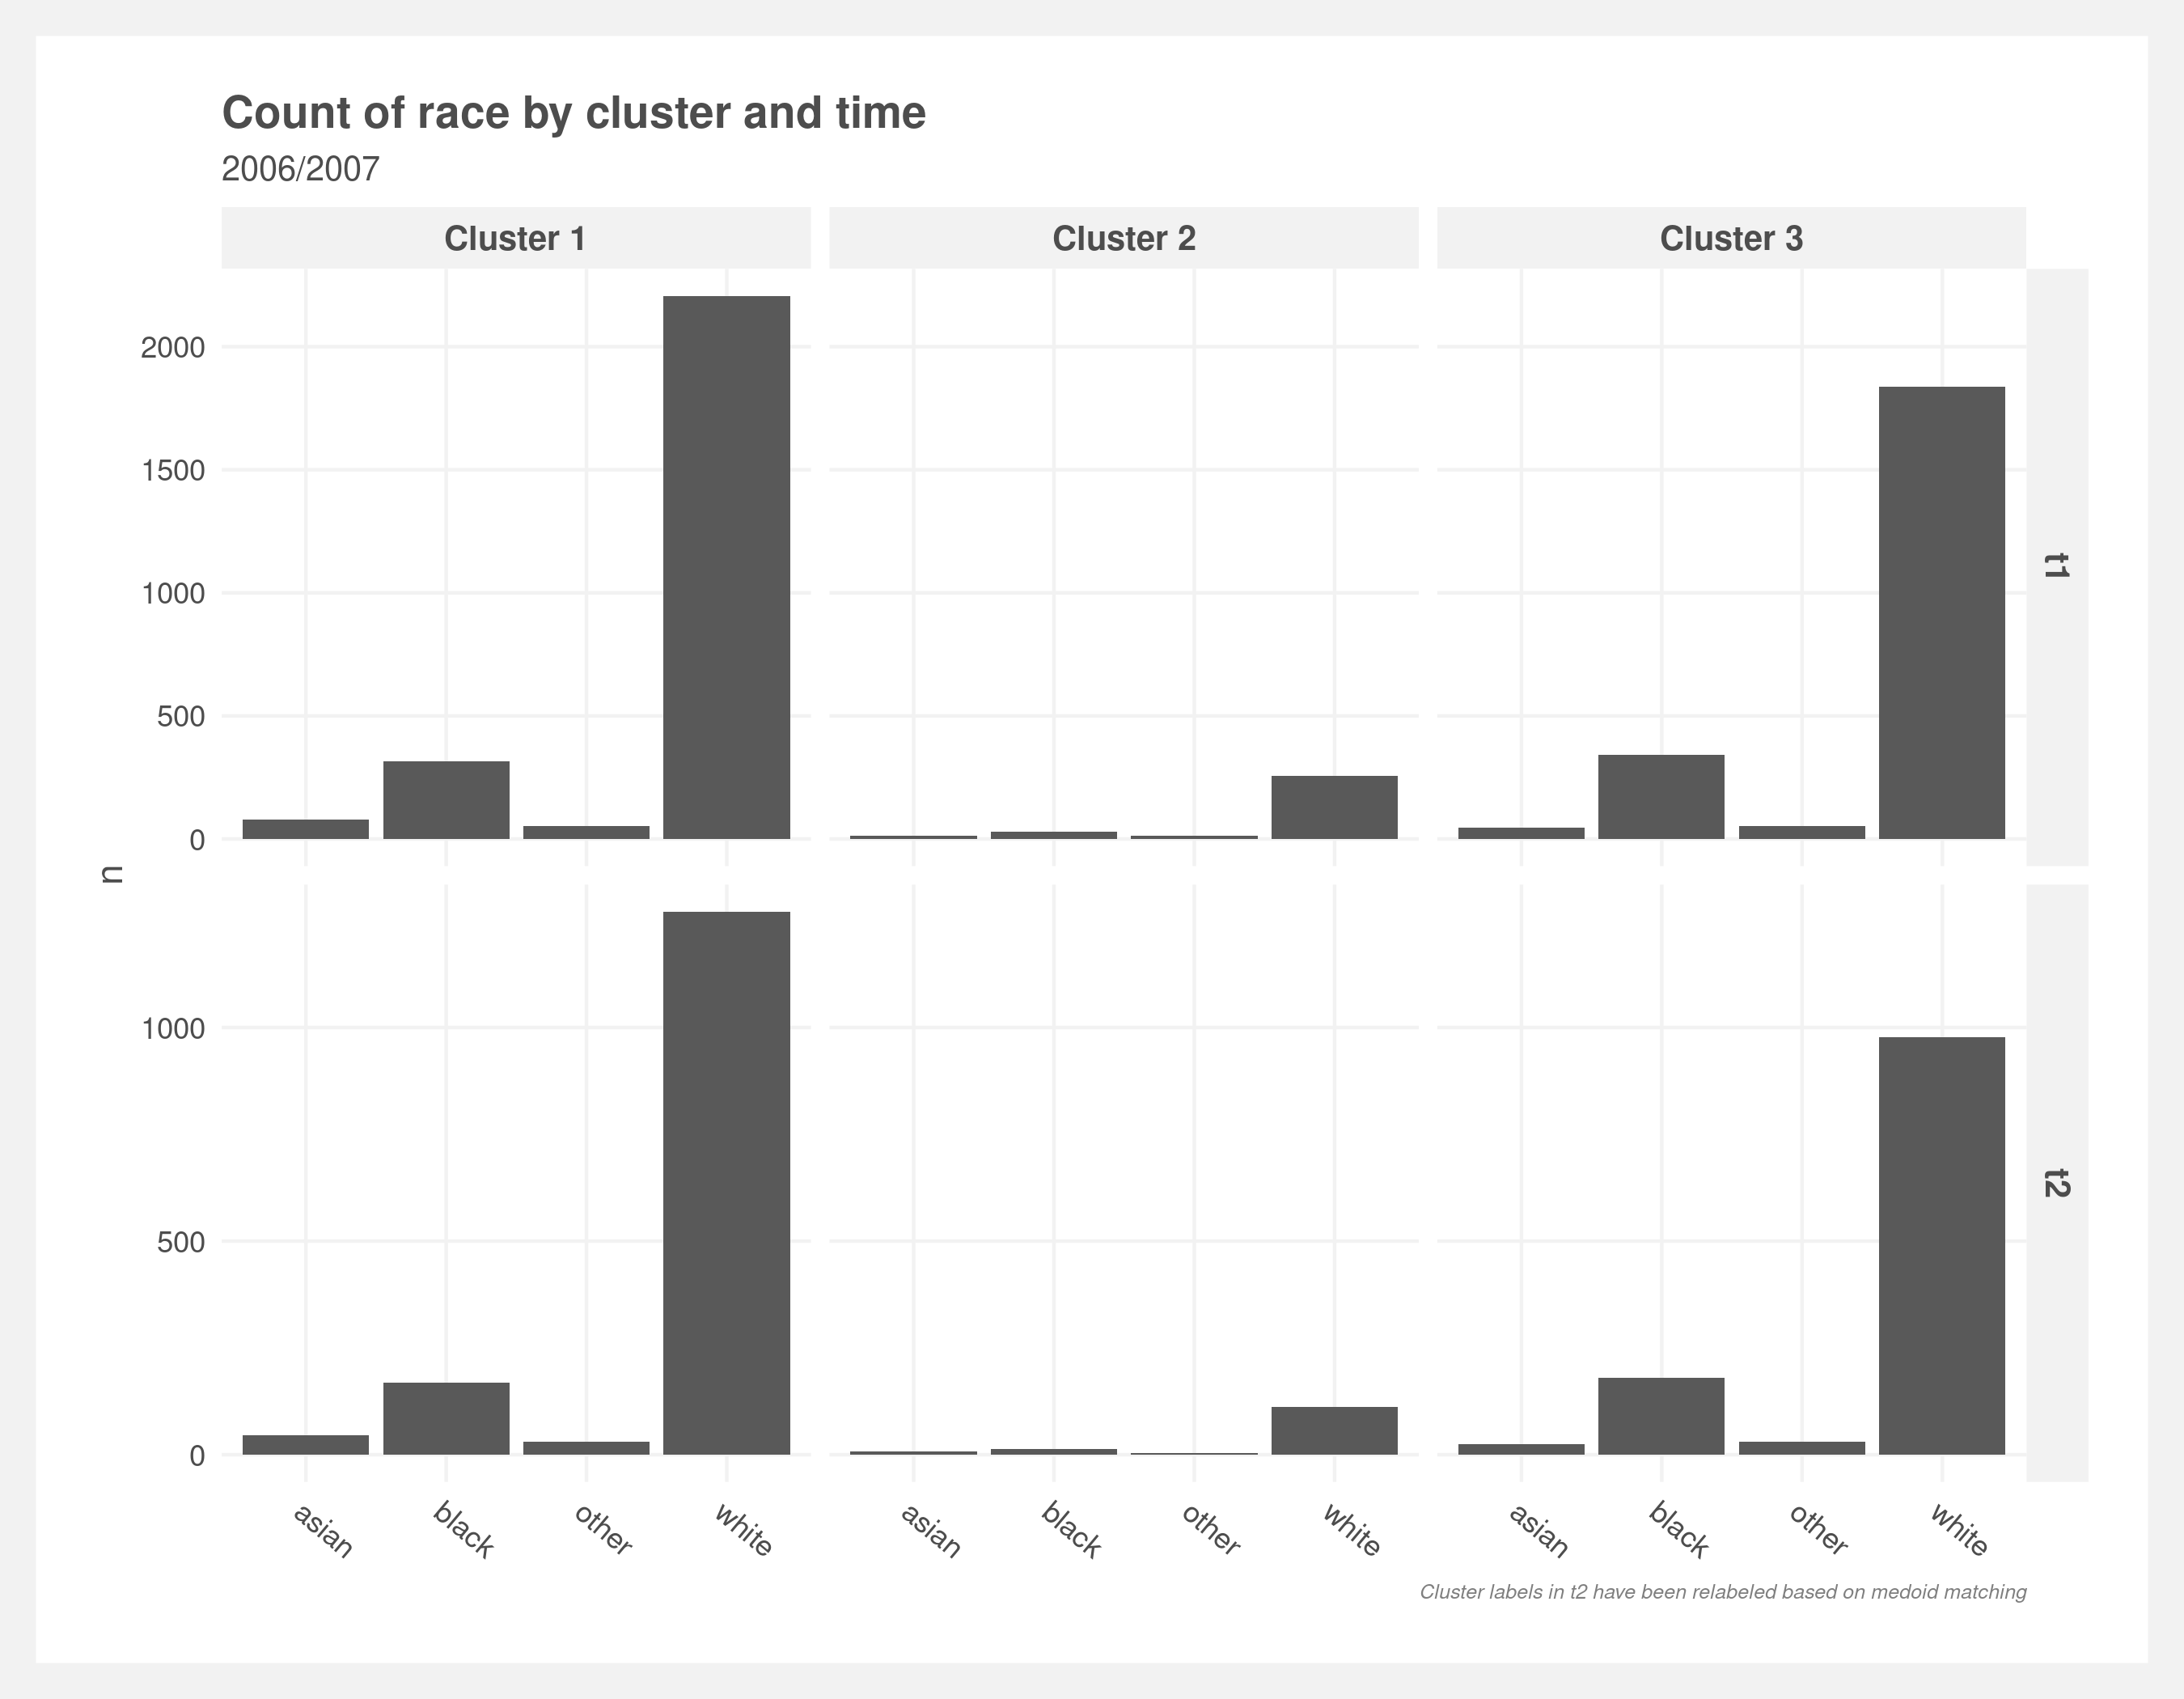 Count of race by cluster and time
2006/2007
Cluster 1
Cluster 2
Cluster 3
2000
1500
1000
500
0
t1
n
1000
500
0
t2
asian
black
other
white
asian
black
other
white
asian
black
other
white
Cluster labels in t2 have been relabeled based on medoid matching